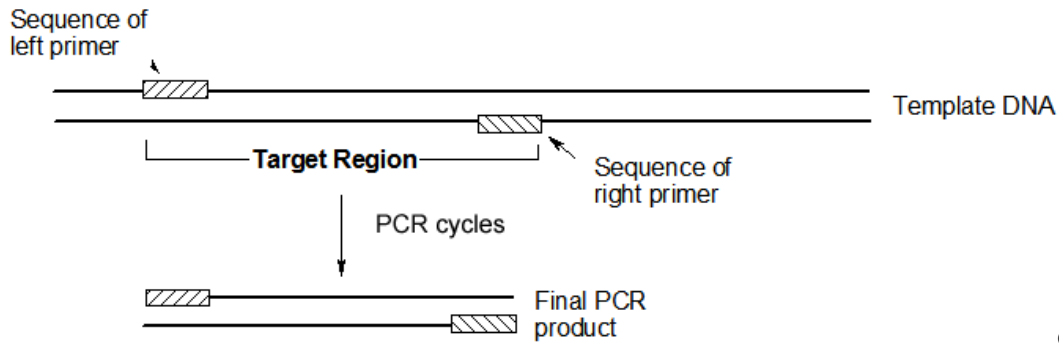 Sequence of
left primer
Template DNA
Target Region
Sequence of
right primer
PCR cycles
Final PCR
product